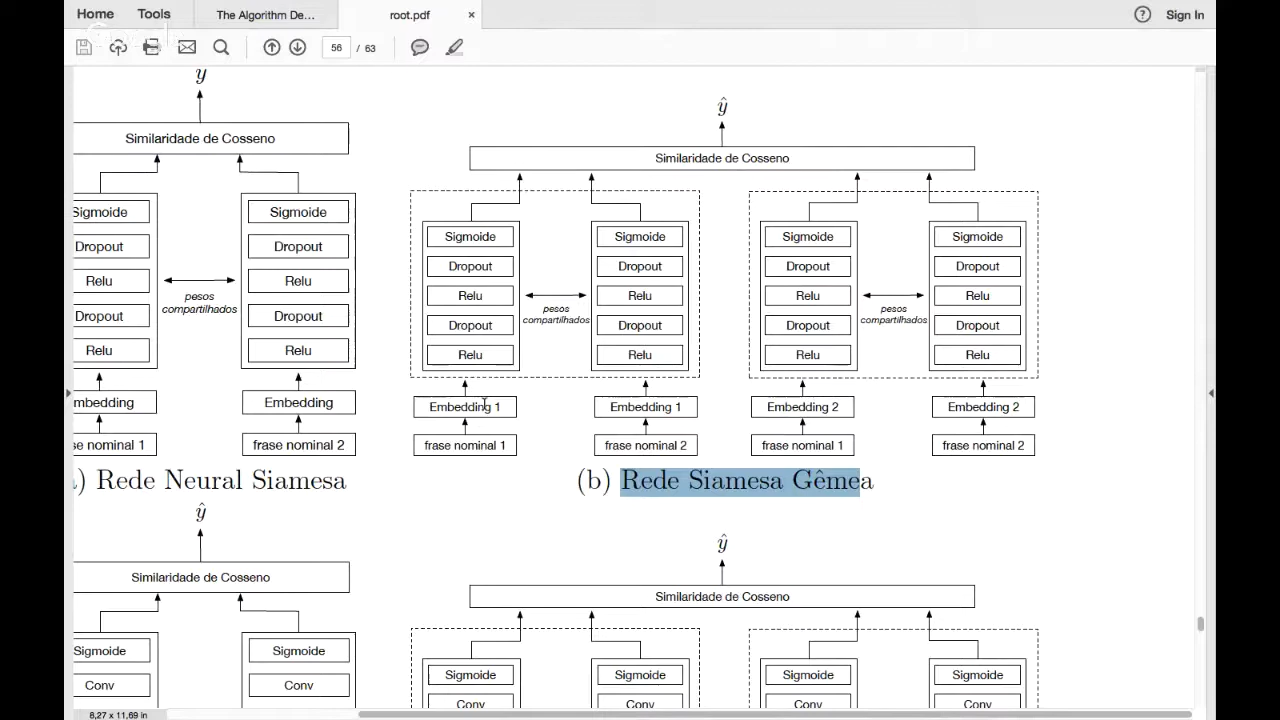 Home Tools The Algorithm De... root.pdf × ? Sign In
56 / 63
y
Similaridade de Cosseno
Sigmoide Sigmoide
Dropout Dropout
Relu Relu
pesos compartilhados
Dropout Dropout
Relu Relu
mbedding Embedding
se nominal 1 frase nominal 2
) Rede Neural Siamesa
ŷ
Similaridade de Cosseno
Sigmoide Sigmoide Sigmoide Sigmoide
Dropout Dropout Dropout Dropout
Relu Relu Relu Relu
pesos compartilhados pesos compartilhados
Dropout Dropout Dropout Dropout
Relu Relu Relu Relu
Embedding 1 Embedding 1 Embedding 2 Embedding 2
frase nominal 1 frase nominal 2 frase nominal 1 frase nominal 2
(b) Rede Siamesa Gêmea
ŷ
Similaridade de Cosseno
Sigmoide Sigmoide
Conv Conv
ŷ
Similaridade de Cosseno
Sigmoide Sigmoide Sigmoide Sigmoide
Conv Conv Conv Conv
8,27 x 11,69 in